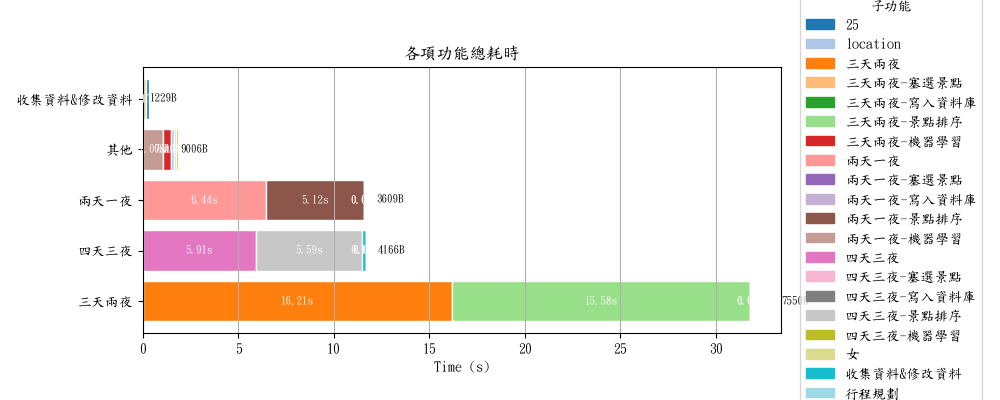 各項功能總耗時
收集資料&修改資料
1229B
其他
9006B
兩天一夜
6.44s
5.12s
3609B
四天三夜
5.91s
5.59s
4166B
三天兩夜
16.21s
15.58s
0 5 10 15 20 25 30
Time (s)
子功能
25
location
三天兩夜
三天兩夜-塞選景點
三天兩夜-寫入資料庫
三天兩夜-景點排序
三天兩夜-機器學習
兩天一夜
兩天一夜-塞選景點
兩天一夜-寫入資料庫
兩天一夜-景點排序
兩天一夜-機器學習
四天三夜
四天三夜-塞選景點
四天三夜-寫入資料庫
四天三夜-景點排序
四天三夜-機器學習
女
收集資料&修改資料
行程規劃